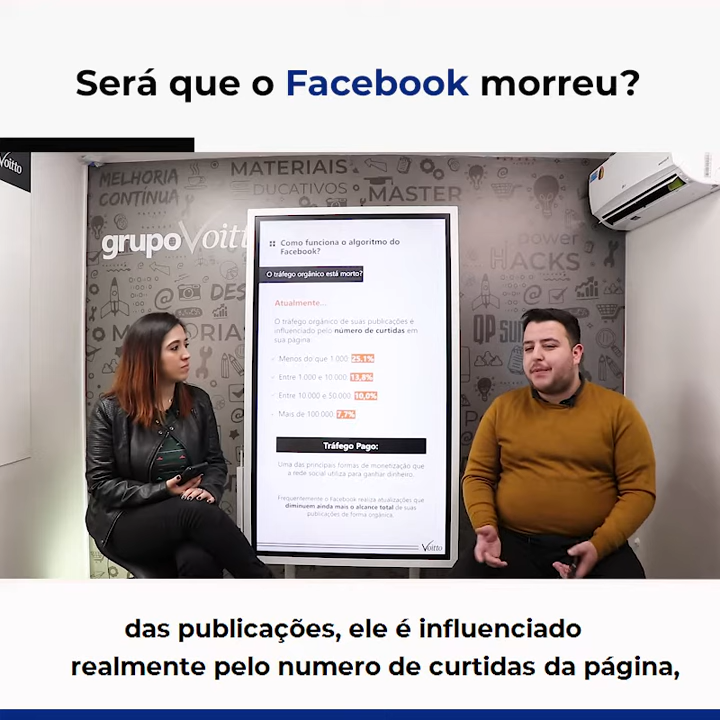 Será que o Facebook morreu?
Voitto
MELHORIA
CONTÍNUA
MATERIAIS
EDUCATIVOS
MASTER
grupoVoitt
power
HACKS
Como funciona o algoritmo do
Facebook?
O tráfego orgânico está morto?
Atualmente...
O tráfego orgânico de suas publicações é
influenciado pelo número de curtidas em
sua página:
- Menos do que 1.000: 25,1%
- Entre 1.000 e 10.000: 13,8%
- Entre 10.000 e 50.000: 10,0%
- Mais de 100.000: 7,7%
Tráfego Pago:
Uma das principais formas de monetização que
a rede social utiliza para ganhar dinheiro.
Frequentemente o Facebook realiza atualizações que
diminuem ainda mais o alcance total de suas
publicações de forma orgânica.
Voitto
das publicações, ele é influenciado
realmente pelo numero de curtidas da página,